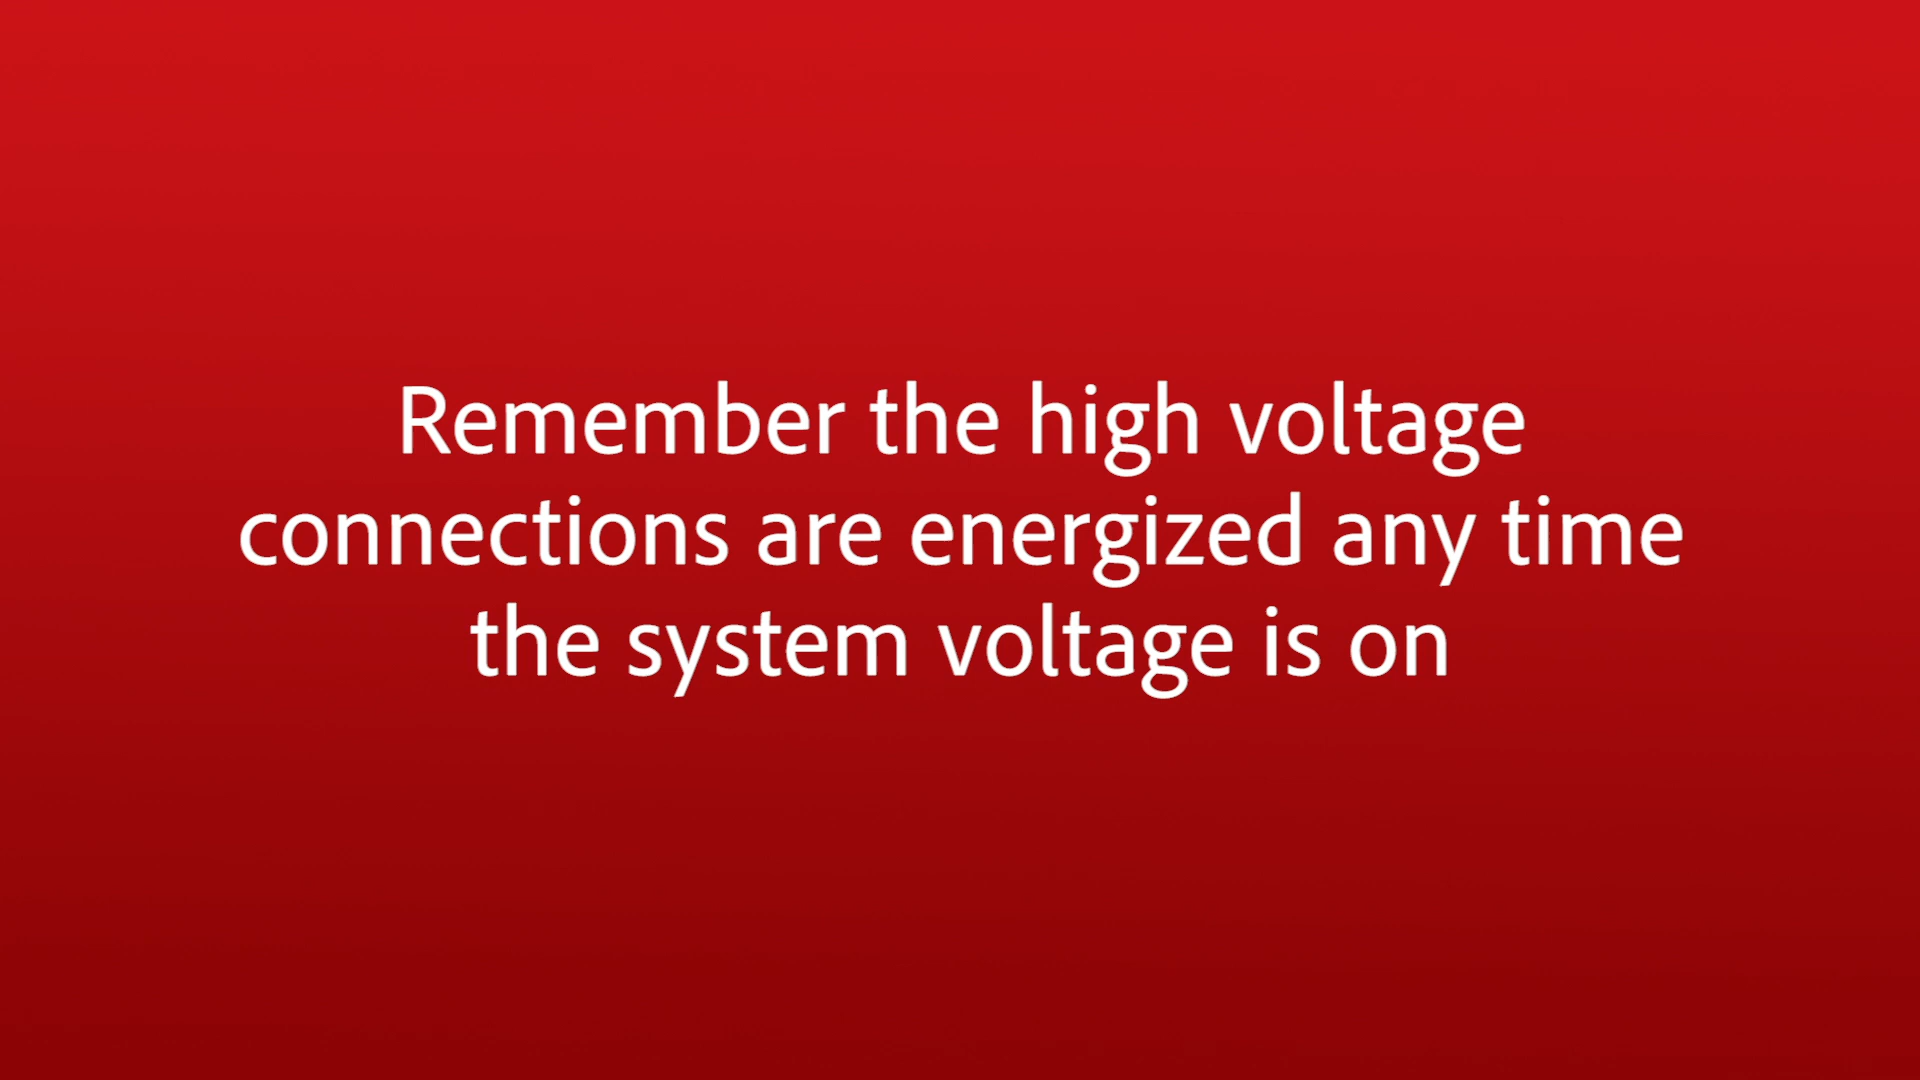 Remember the high voltage
connections are energized any time
the system voltage is on